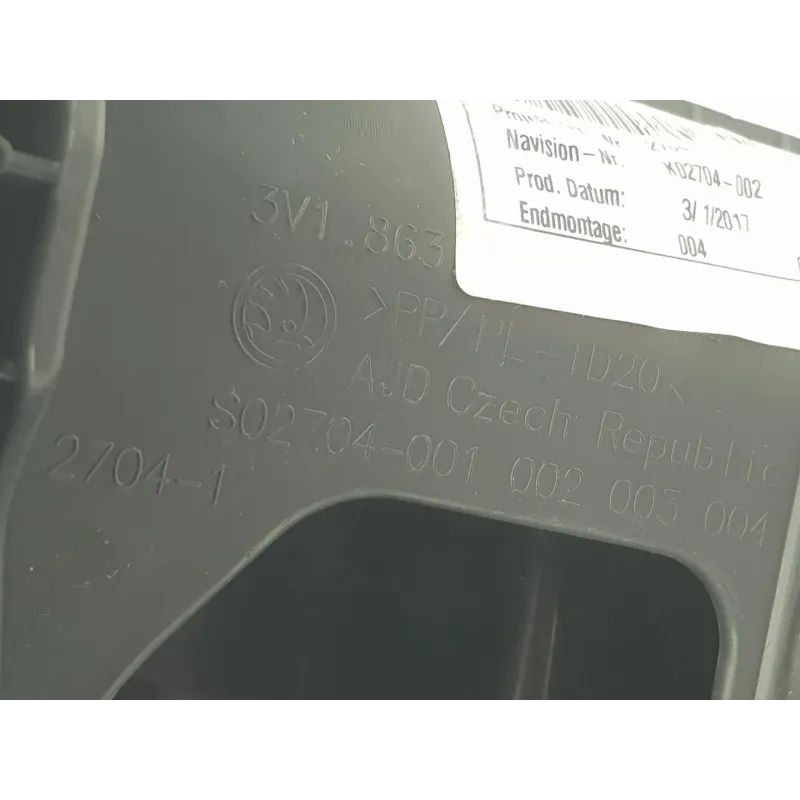 Navision-Nr. X02704-002
Prod. Datum: 3/1/2017
Endmontage: 004
3V1.863
>PP/PE-TD20<
AJD Czech Republic
S02704-001 002 003 004
2704-1